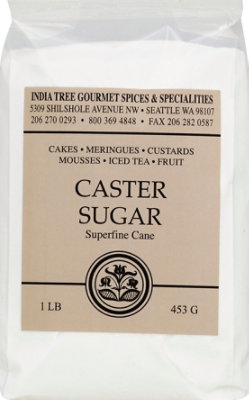 INDIA TREE GOURMET SPICES & SPECIALITIES
5309 SHILSHOLE AVENUE NW • SEATTLE WA 98107
206 270 0293 • 800 369 4848 • FAX 206 282 0587
CAKES • MERINGUES • CUSTARDS
MOUSSES • ICED TEA • FRUIT
CASTER
SUGAR
Superfine Cane
1 LB 453 G